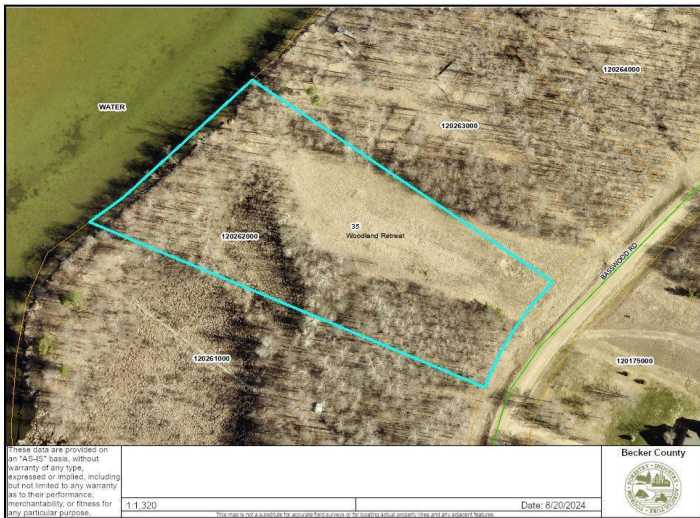 120264000
WATER
120263000
35
Woodland Retreat
120262000
BASSWOOD RD
120261000
120175000
These data are provided on
an "AS-IS" basis, without
warranty of any type,
expressed or implied, including
but not limited to any warranty
as to their performance,
merchantability, or fitness for
any particular purpose.
1:1,320
Date: 8/20/2024
This map is not a substitute for accurate field surveys or for locating actual property lines and any adjacent features.
Becker County